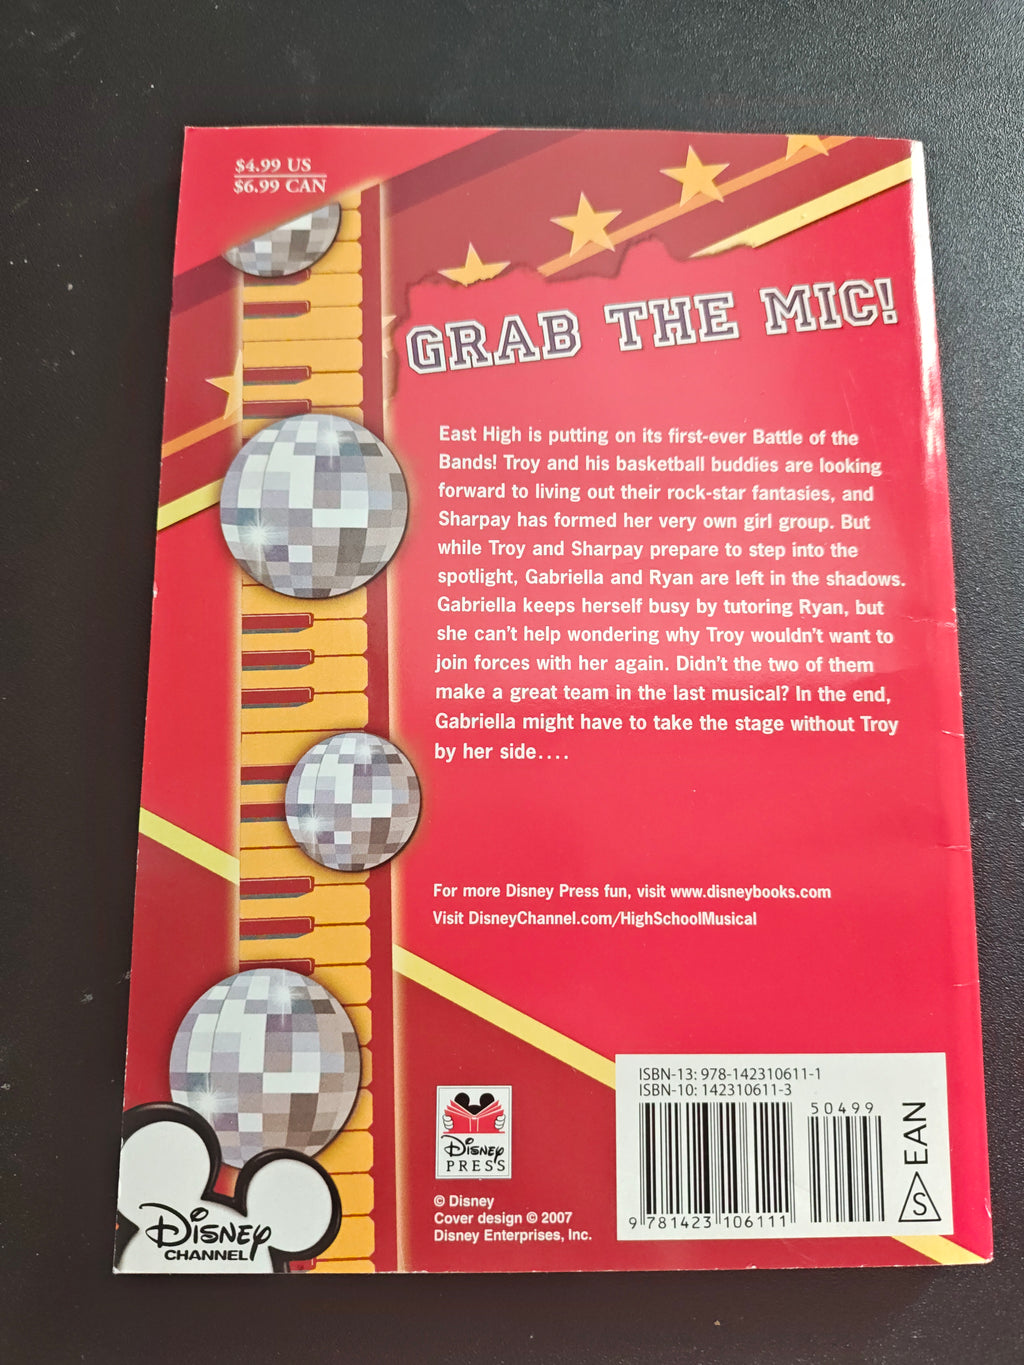 $4.99 US
$6.99 CAN
GRAB THE MIC!
East High is putting on its first-ever Battle of the
Bands! Troy and his basketball buddies are looking
forward to living out their rock-star fantasies, and
Sharpay has formed her very own girl group. But
while Troy and Sharpay prepare to step into the
spotlight, Gabriella and Ryan are left in the shadows.
Gabriella keeps herself busy by tutoring Ryan, but
she can't help wondering why Troy wouldn't want to
join forces with her again. Didn't the two of them
make a great team in the last musical? In the end,
Gabriella might have to take the stage without Troy
by her side....
For more Disney Press fun, visit www.disneybooks.com
Visit DisneyChannel.com/HighSchoolMusical
ISBN-13: 978-142310611-1
ISBN-10: 142310611-3
50499
9 781423 106111
EAN
S
DISNEY
PRESS
© Disney
Cover design © 2007
Disney Enterprises, Inc.
DISNEY
CHANNEL